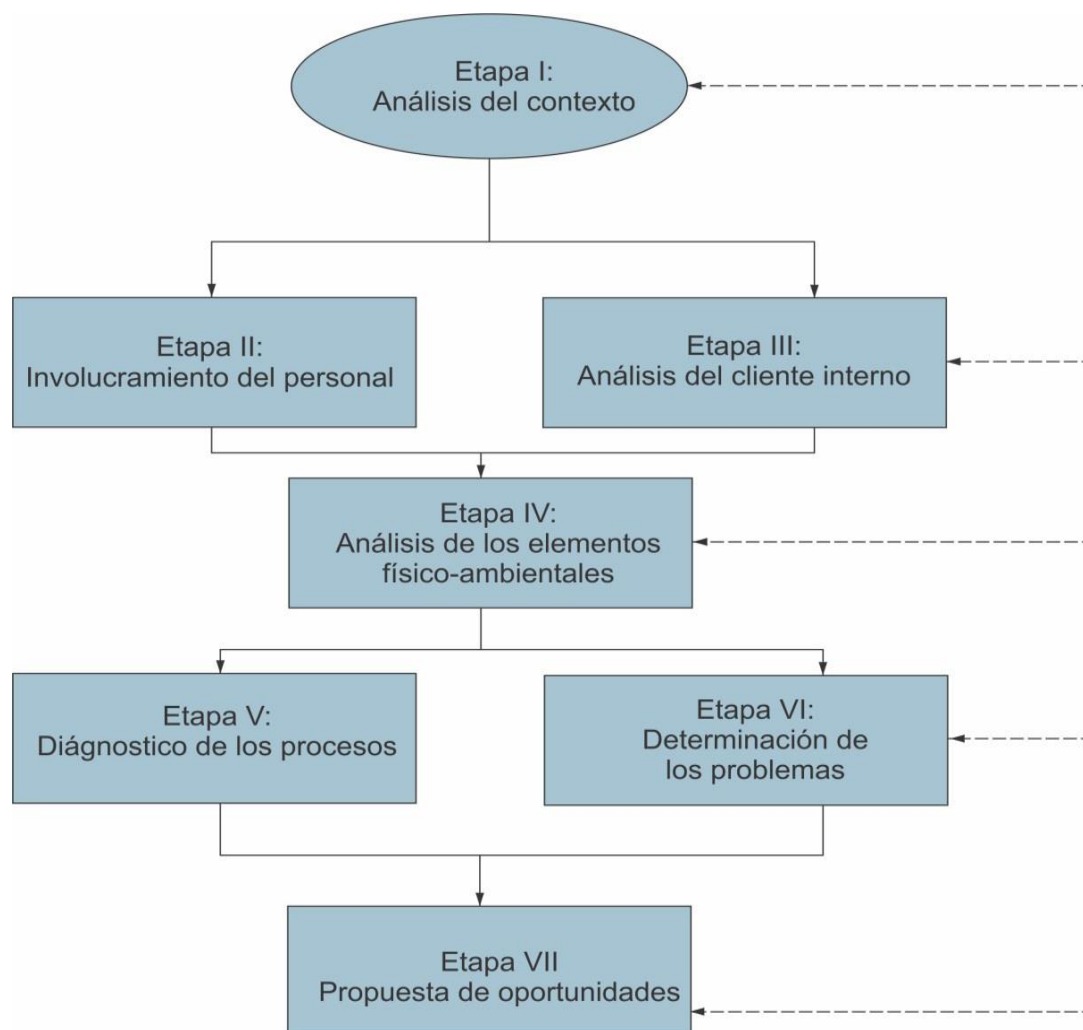 Etapa I:
Análisis del contexto
Etapa II:
Involucramiento del personal
Etapa III:
Análisis del cliente interno
Etapa IV:
Análisis de los elementos
físico-ambientales
Etapa V:
Diágnostico de los procesos
Etapa VI:
Determinación de
los problemas
Etapa VII
Propuesta de oportunidades